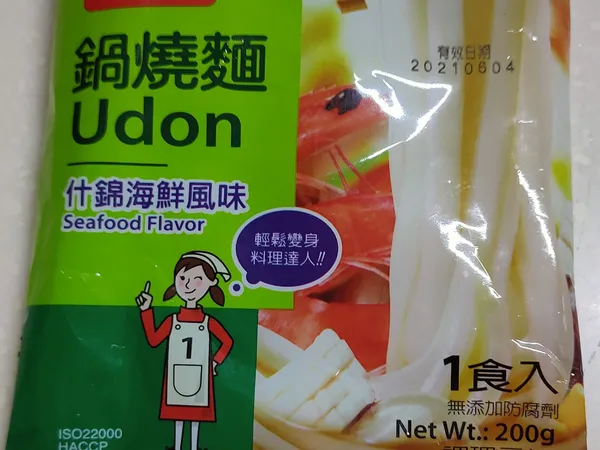 鍋燒麵
Udon
什錦海鮮風味
Seafood Flavor
輕鬆變身
料理達人!!
有效日期
20210604
1
ISO22000
HACCP
1食入
無添加防腐劑
Net Wt.: 200g